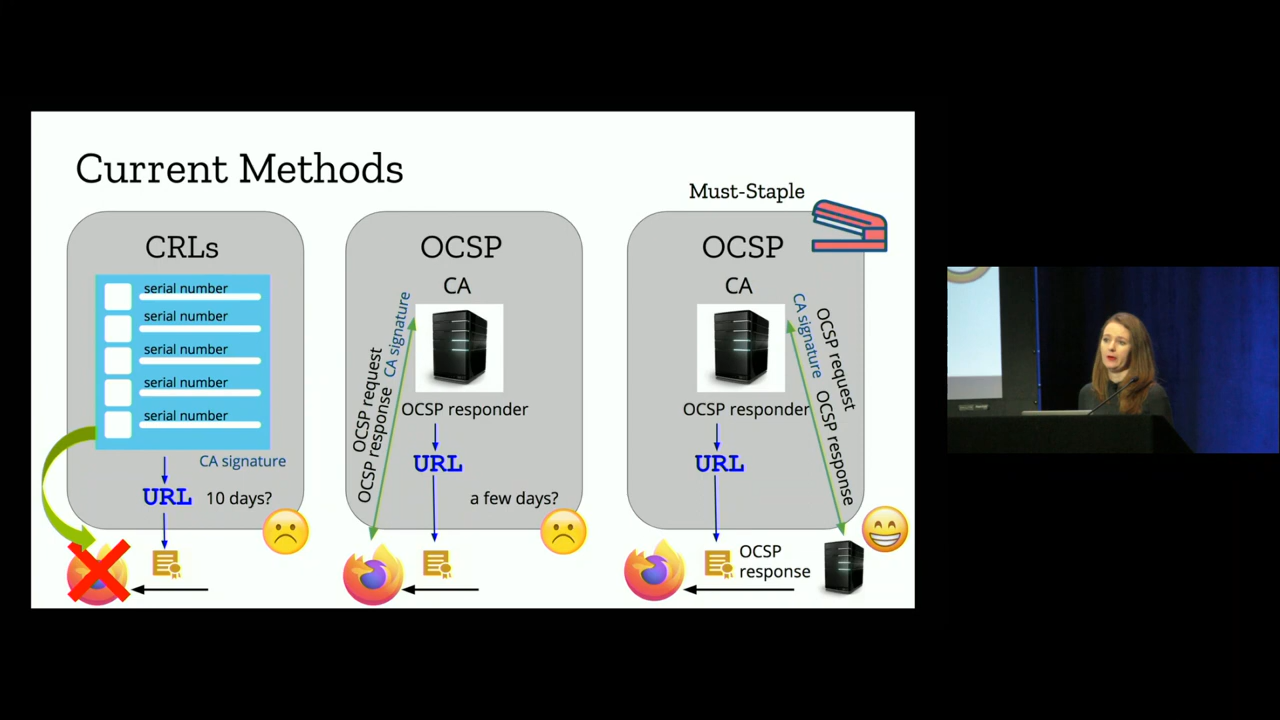 Current Methods
CRLs
serial number
serial number
serial number
serial number
serial number
CA signature
URL
10 days?
OCSP
CA
OCSP request
OCSP response
CA signature
OCSP responder
URL
a few days?
Must-Staple
OCSP
CA
CA signature
OCSP request
OCSP response
OCSP responder
URL
OCSP
response